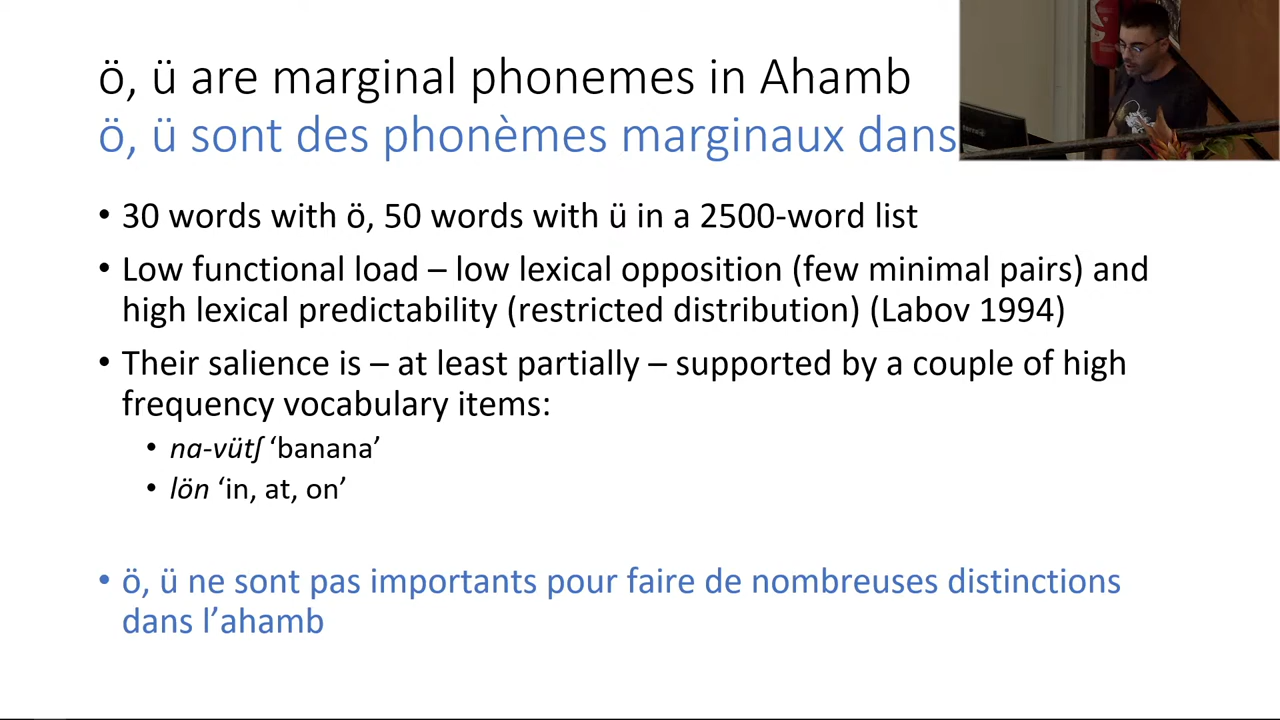 ö, ü are marginal phonemes in Ahamb
ö, ü sont des phonèmes marginaux dans
• 30 words with ö, 50 words with ü in a 2500-word list
• Low functional load – low lexical opposition (few minimal pairs) and
high lexical predictability (restricted distribution) (Labov 1994)
• Their salience is – at least partially – supported by a couple of high
frequency vocabulary items:
• na-vütʃ ‘banana’
• lön ‘in, at, on’
• ö, ü ne sont pas importants pour faire de nombreuses distinctions
dans l’ahamb